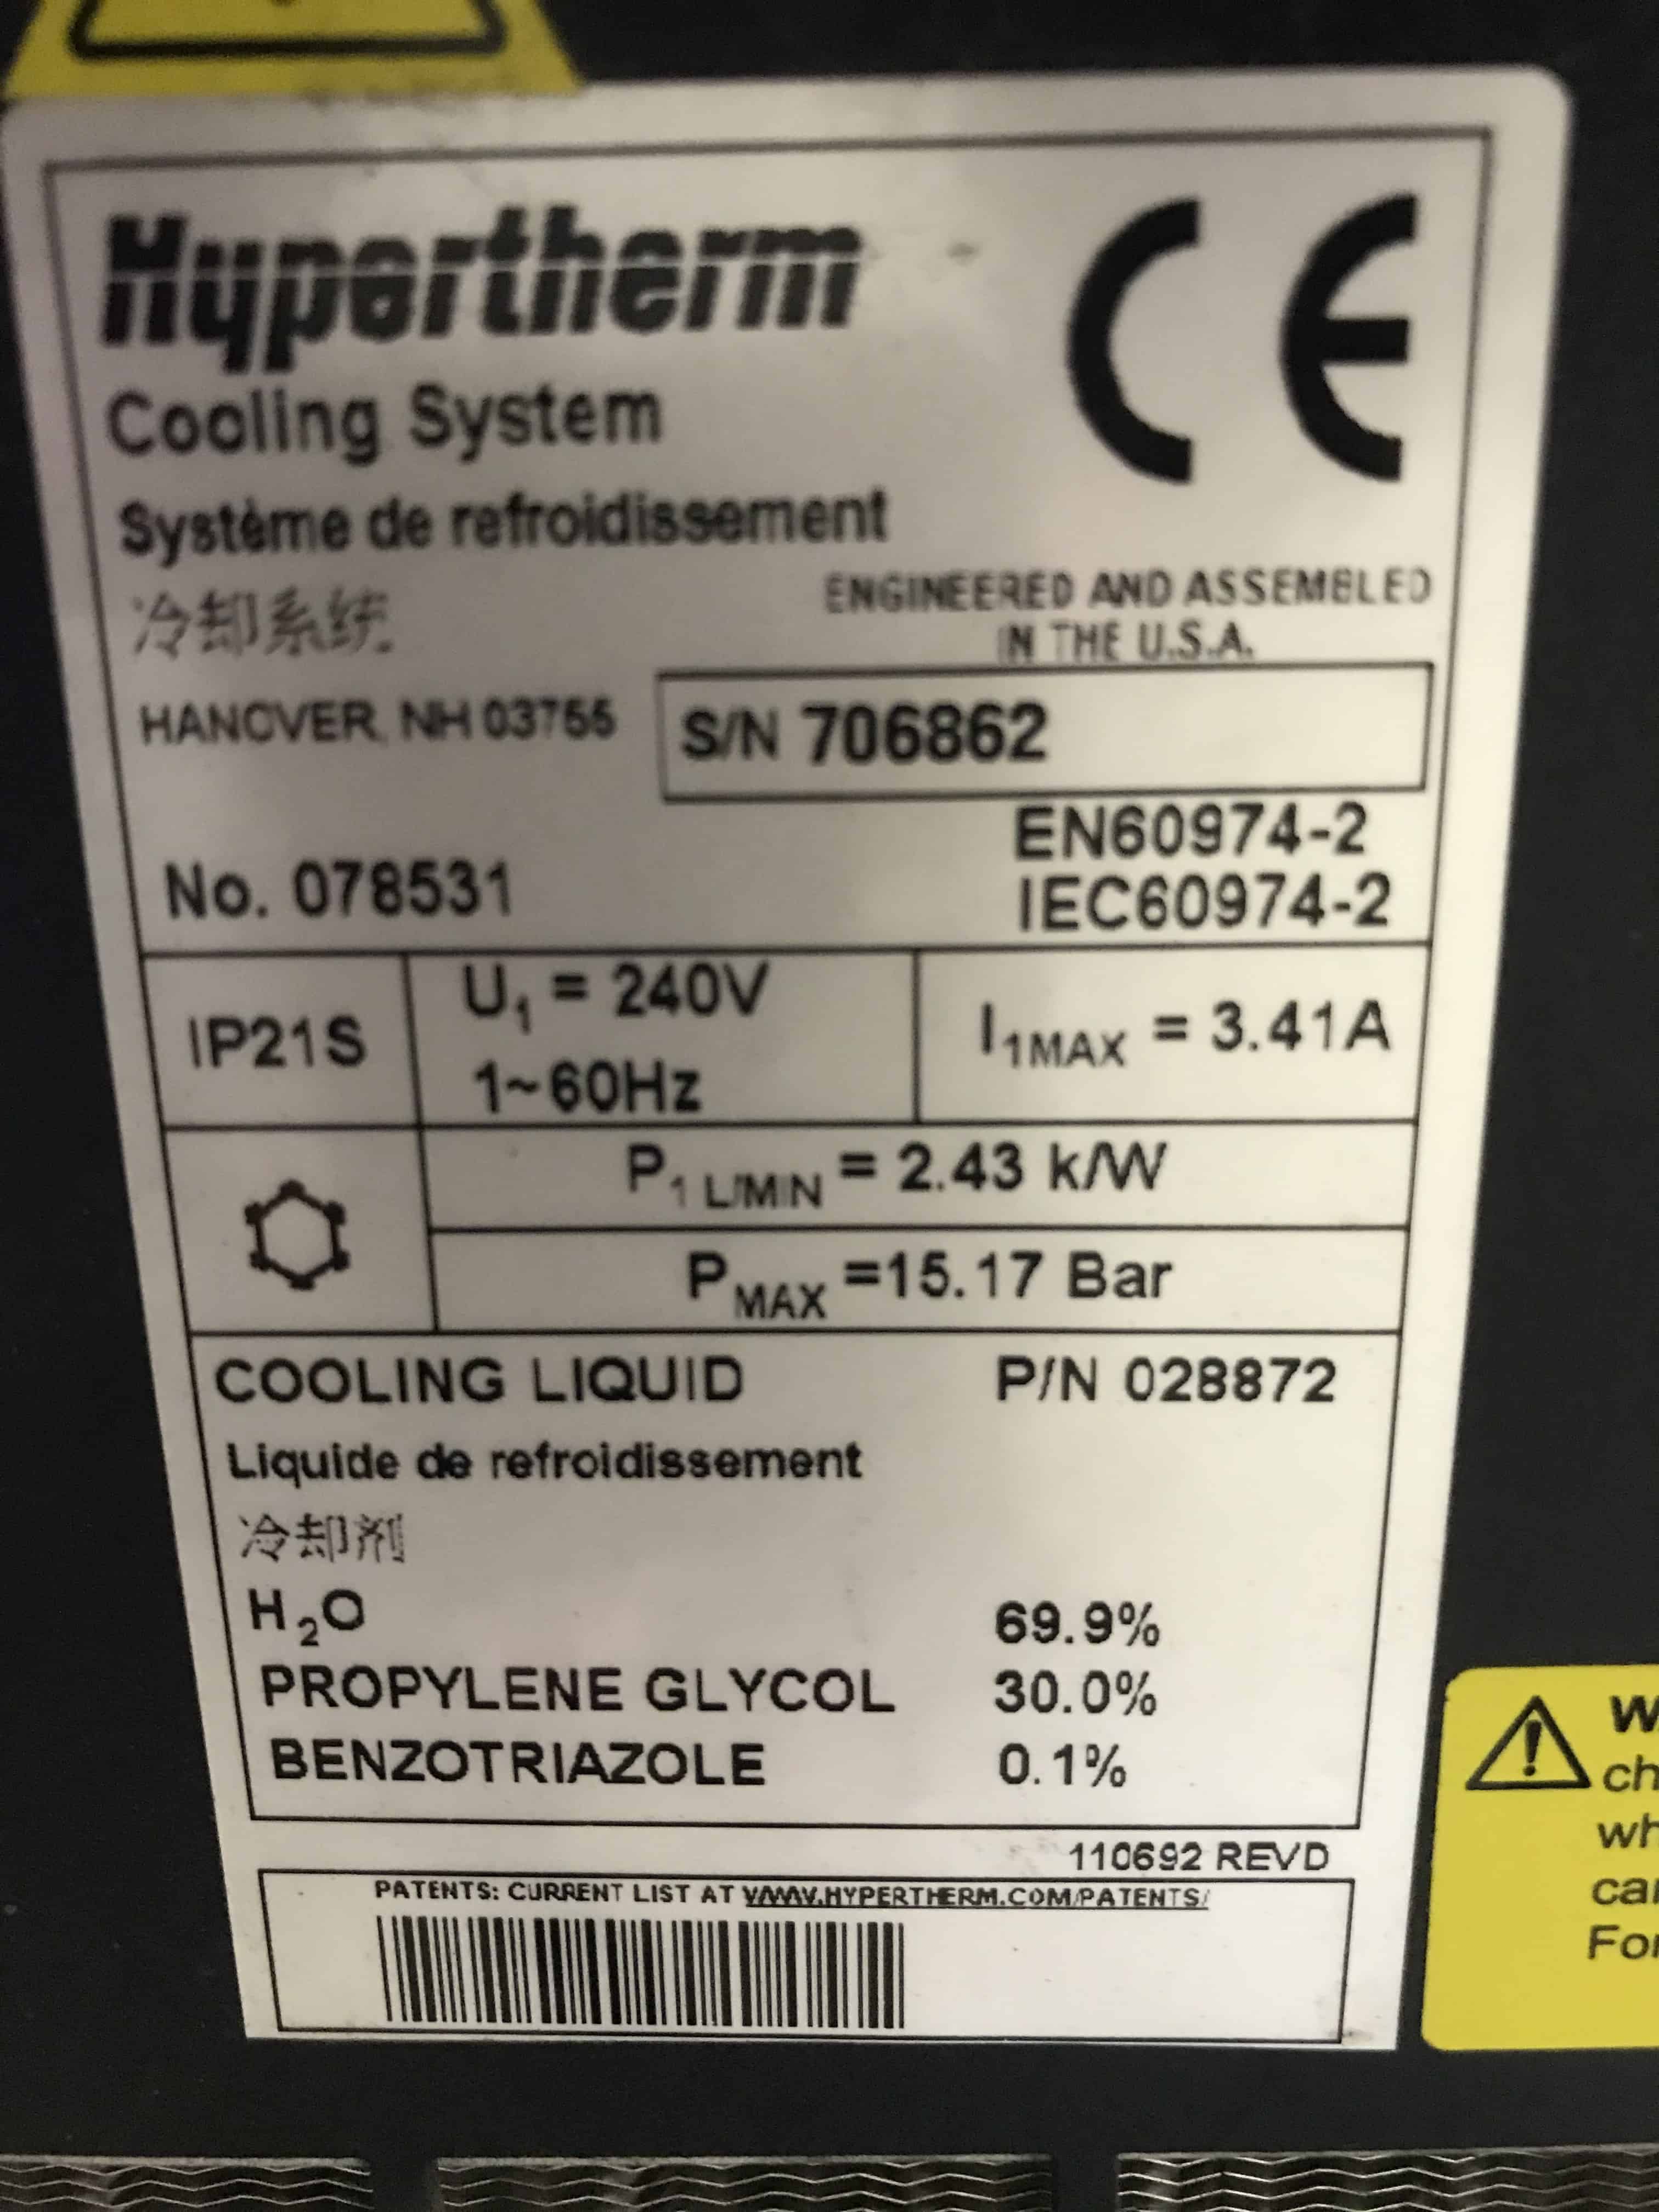 Hypertherm
CE
Cooling System
Système de refroidissement
冷却系统
ENGINEERED AND ASSEMBLED
IN THE U.S.A.
HANOVER, NH 03755
S/N 706862
No. 078531
EN60974-2
IEC60974-2
IP21S
U1 = 240V
1~60Hz
I1MAX = 3.41A
P1 L/MIN = 2.43 k/W
PMAX =15.17 Bar
COOLING LIQUID P/N 028872
Liquide de refroidissement
冷却剂
H2O 69.9%
PROPYLENE GLYCOL 30.0%
BENZOTRIAZOLE 0.1%
110692 REVD
PATENTS: CURRENT LIST AT WWW.HYPERTHERM.COM/PATENTS/